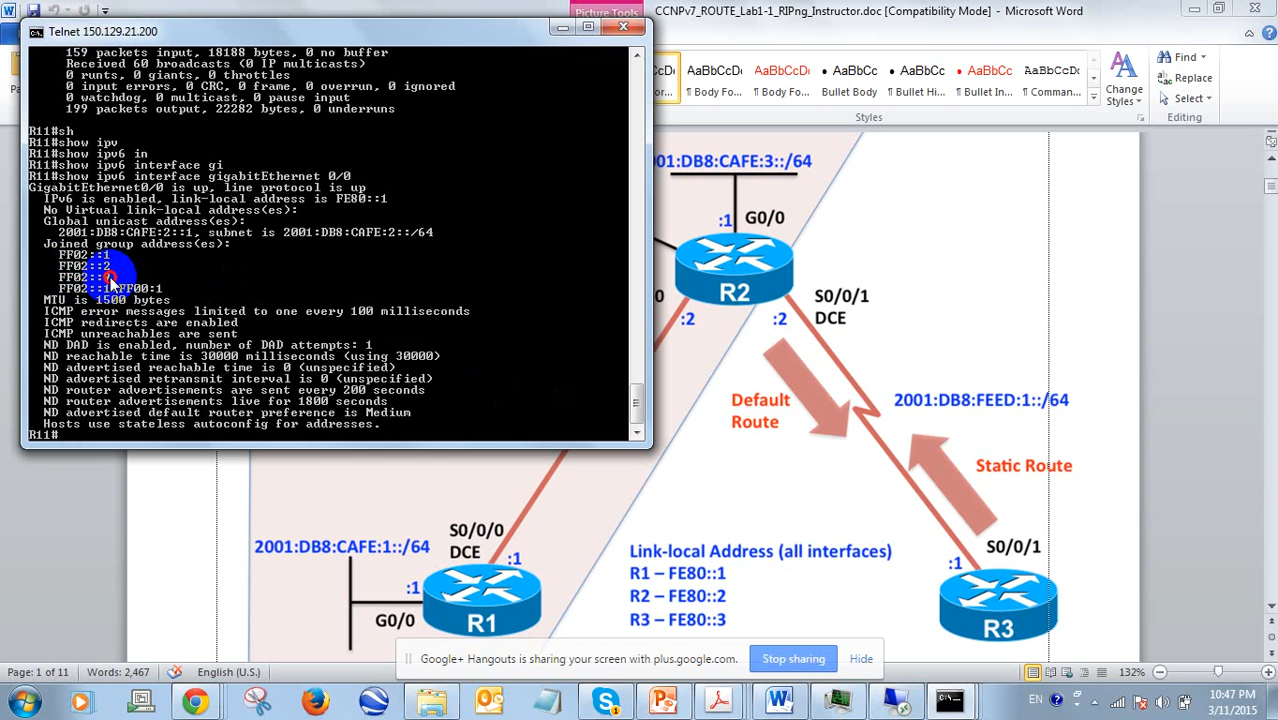 Picture Tools
CCNPv7_ROUTE_Lab1-1_RIPng_Instructor.doc [Compatibility Mode] - Microsoft Word
Telnet 150.129.21.200
159 packets input, 18188 bytes, 0 no buffer
Received 60 broadcasts (0 IP multicasts)
0 runts, 0 giants, 0 throttles
0 input errors, 0 CRC, 0 frame, 0 overrun, 0 ignored
0 watchdog, 0 multicast, 0 pause input
199 packets output, 22282 bytes, 0 underruns
R11#sh
R11#show ipv
R11#show ipv6 in
R11#show ipv6 interface gi
R11#show ipv6 interface gigabitEthernet 0/0
GigabitEthernet0/0 is up, line protocol is up
IPv6 is enabled, link-local address is FE80::1
No Virtual link-local address(es):
Global unicast address(es):
2001:DB8:CAFE:2::1, subnet is 2001:DB8:CAFE:2::/64
Joined group address(es):
FF02::1
FF02::2
FF02::
FF02::1:FF00:1
MTU is 1500 bytes
ICMP error messages limited to one every 100 milliseconds
ICMP redirects are enabled
ICMP unreachables are sent
ND DAD is enabled, number of DAD attempts: 1
ND reachable time is 30000 milliseconds (using 30000)
ND advertised reachable time is 0 (unspecified)
ND advertised retransmit interval is 0 (unspecified)
ND router advertisements are sent every 200 seconds
ND router advertisements live for 1800 seconds
ND advertised default router preference is Medium
Hosts use stateless autoconfig for addresses.
R11#
AaBbCcDc AaBbCcDc AaBbCcDc AaBbCcDc AaBbCcDc
¶ Body Fo... ¶ Body Fo... Bullet Body ¶ Bullet H... ¶ Bullet In...
Change
Styles
Styles
Find
Replace
Select
Editing
:DB8:CAFE:3::/64
:1
G0/0
R2
S0/0/1
DCE
:2
:2
Default
Route
2001:DB8:FEED:1::/64
Static Route
S0/0/1
:1
R3
2001:DB8:CAFE:1::/64
S0/0/0
DCE
:1
:1
G0/0
R1
Link-local Address (all interfaces)
R1 – FE80::1
R2 – FE80::2
R3 – FE80::3
Google+ Hangouts is sharing your screen with plus.google.com.
Stop sharing
Hide
Page: 1 of 11
Words: 2,467
English (U.S.)
132%
EN
10:47 PM
3/11/2015